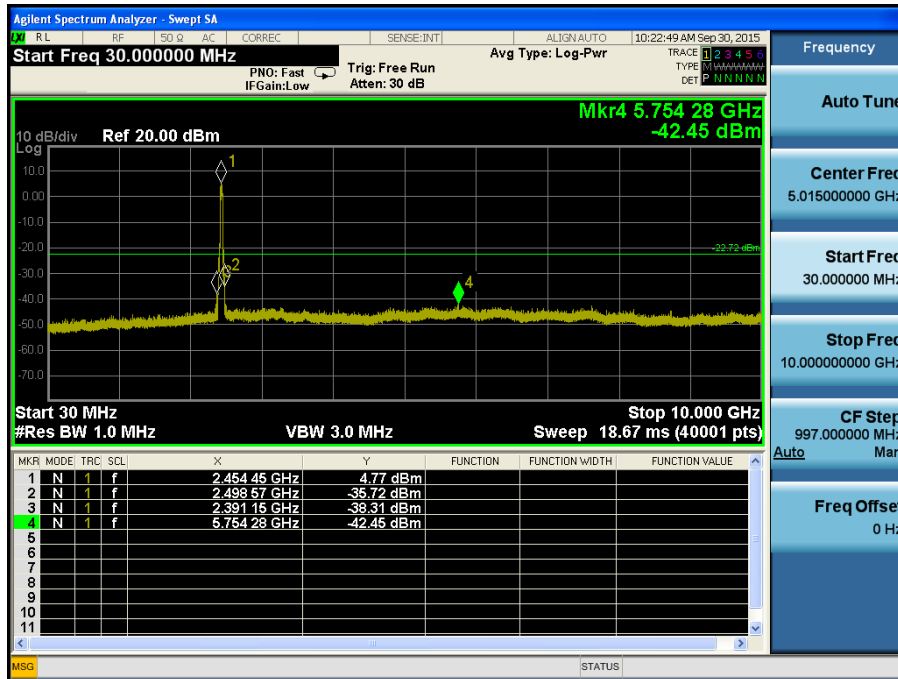 Agilent Spectrum Analyzer - Swept SA
LXI RL RF 50 Ω AC CORREC SENSE:INT ALIGN AUTO 10:22:49 AM Sep 30, 2015
Start Freq 30.000000 MHz
PNO: Fast
IFGain:Low
Trig: Free Run
Atten: 30 dB
Avg Type: Log-Pwr
TRACE 1 2 3 4 5 6
TYPE M
DET P N N N N N
Mkr4 5.754 28 GHz
-42.45 dBm
10 dB/div Ref 20.00 dBm
Log
10.0
0.00
-10.0
-20.0
-30.0
-40.0
-50.0
-60.0
-70.0
1
2
4
-22.72 dBm
Start 30 MHz Stop 10.000 GHz
#Res BW 1.0 MHz VBW 3.0 MHz Sweep 18.67 ms (40001 pts)
MKR MODE TRC SCL X Y FUNCTION FUNCTION WIDTH FUNCTION VALUE
1 N 1 f 2.454 45 GHz 4.77 dBm
2 N 1 f 2.498 57 GHz -35.72 dBm
3 N 1 f 2.391 15 GHz -38.31 dBm
4 N 1 f 5.754 28 GHz -42.45 dBm
5
6
7
8
9
10
11
MSG STATUS
Frequency
Auto Tune
Center Freq
5.015000000 GHz
Start Freq
30.000000 MHz
Stop Freq
10.000000000 GHz
CF Step
997.000000 MHz
Auto Man
Freq Offset
0 Hz